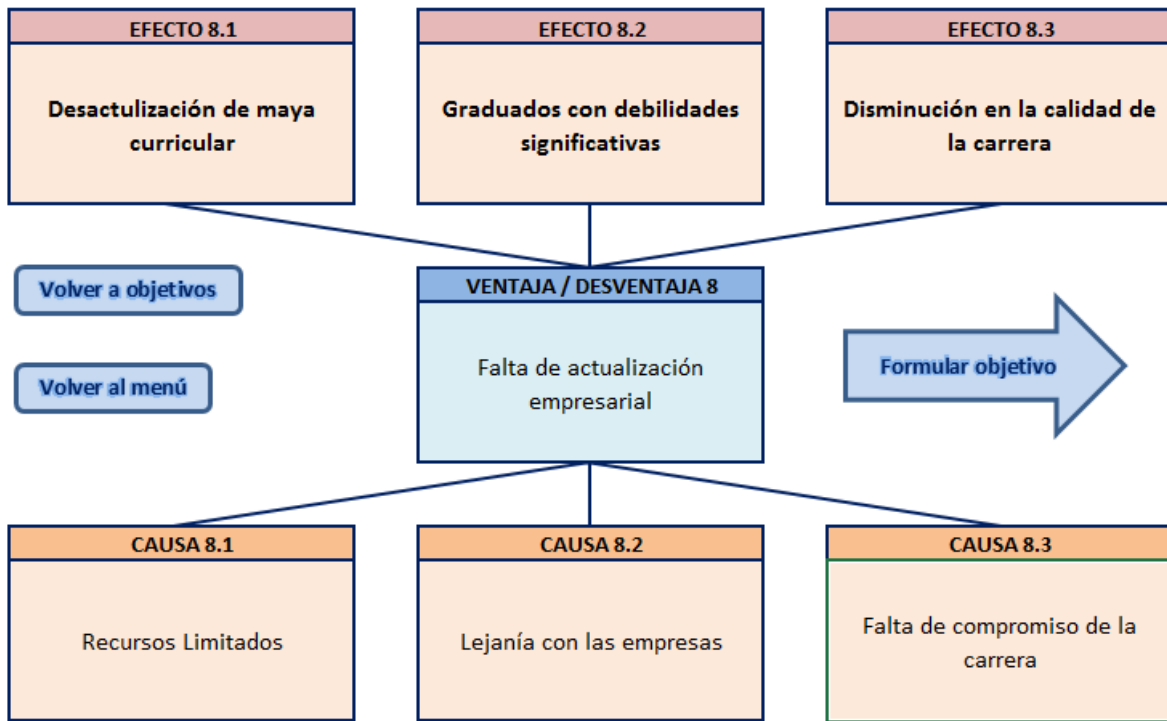 EFECTO 8.1
EFECTO 8.2
EFECTO 8.3
Desactulización de maya
curricular
Graduados con debilidades
significativas
Disminución en la calidad de
la carrera
Volver a objetivos
Volver al menú
VENTAJA / DESVENTAJA 8
Falta de actualización
empresarial
Formular objetivo
CAUSA 8.1
CAUSA 8.2
CAUSA 8.3
Recursos Limitados
Lejanía con las empresas
Falta de compromiso de la
carrera